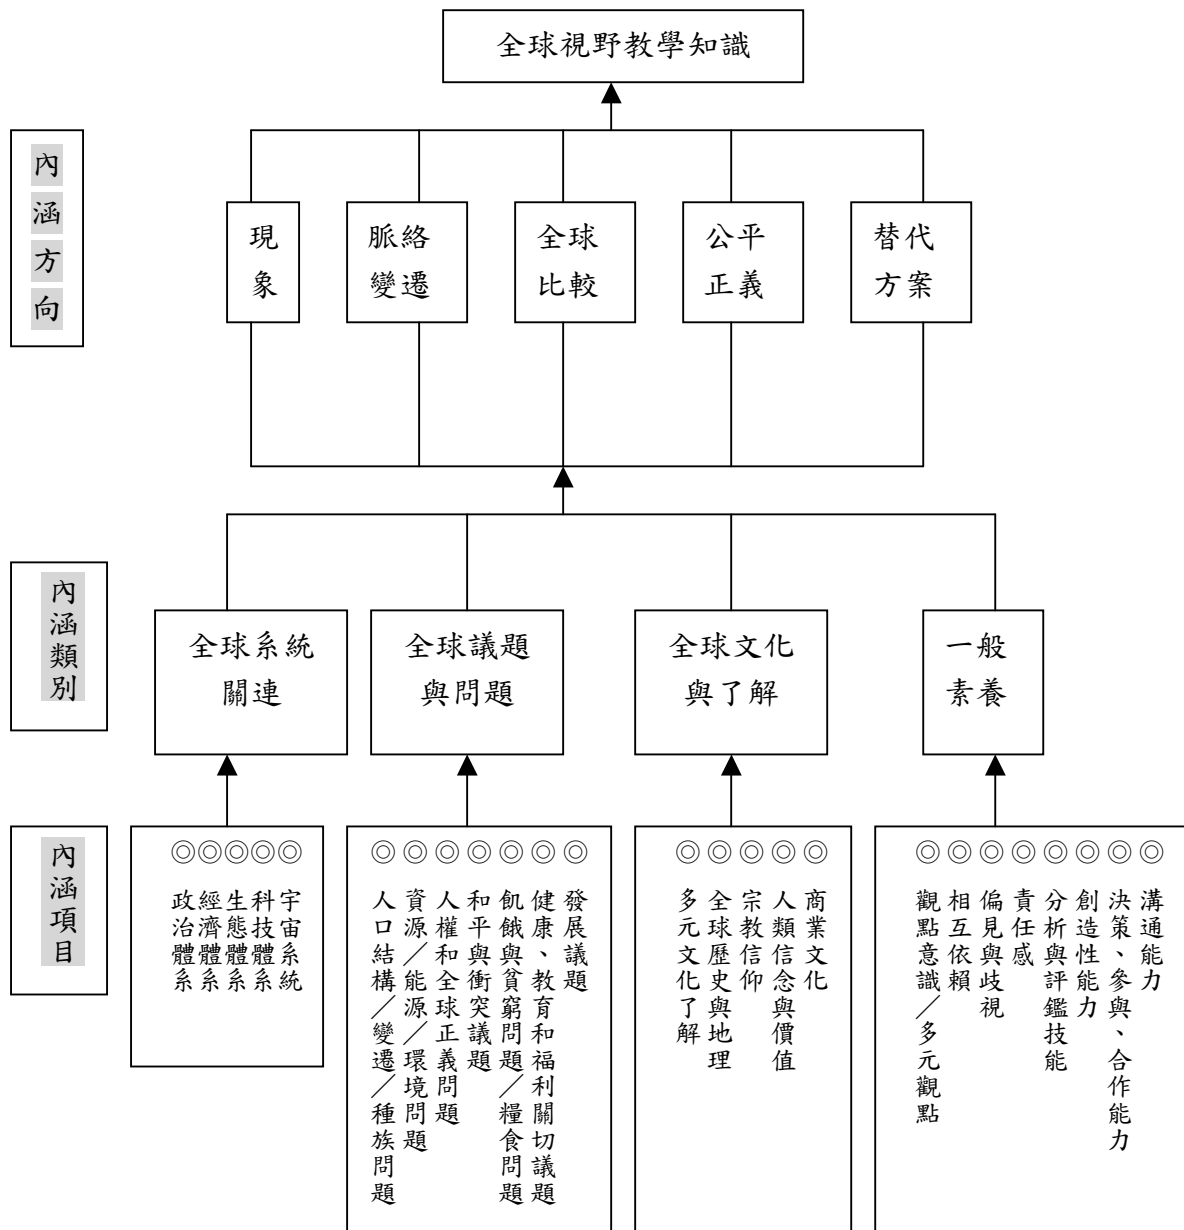 全球視野教學知識
內涵方向
現象
脈絡
變遷
全球
比較
公平
正義
替代
方案
內涵類別
全球系統
關連
全球議題
與問題
全球文化
與了解
一般
素養
內涵項目
◎政治體系
◎經濟體系
◎生態體系
◎科技體系
◎宇宙系統
◎人口結構／變遷／種族問題
◎資源／能源／環境問題
◎人權和全球正義問題
◎和平與衝突議題
◎飢餓與貧窮問題／糧食問題
◎健康、教育和福利關切議題
◎發展議題
◎多元文化了解
◎全球歷史與地理
◎宗教信仰
◎人類信念與價值
◎商業文化
◎觀點意識／多元觀點
◎相互依賴
◎偏見與歧視
◎責任感
◎分析與評鑑技能
◎創造性能力
◎決策、參與、合作能力
◎溝通能力